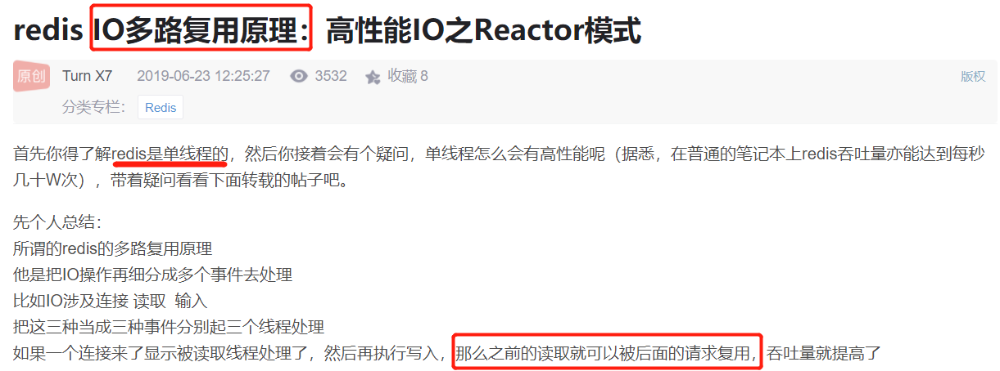 redis IO多路复用原理：高性能IO之Reactor模式
原创 Turn X7 2019-06-23 12:25:27 3532 收藏 8 版权
分类专栏： Redis
首先你得了解redis是单线程的，然后你接着会有个疑问，单线程怎么会有高性能呢（据悉，在普通的笔记本上redis吞吐量亦能达到每秒
几十W次），带着疑问看看下面转载的帖子吧。
先个人总结：
所谓的redis的多路复用原理
他是把IO操作再细分成多个事件去处理
比如IO涉及连接 读取 输入
把这三种当成三种事件分别起三个线程处理
如果一个连接来了显示被读取线程处理了，然后再执行写入，那么之前的读取就可以被后面的请求复用，吞吐量就提高了